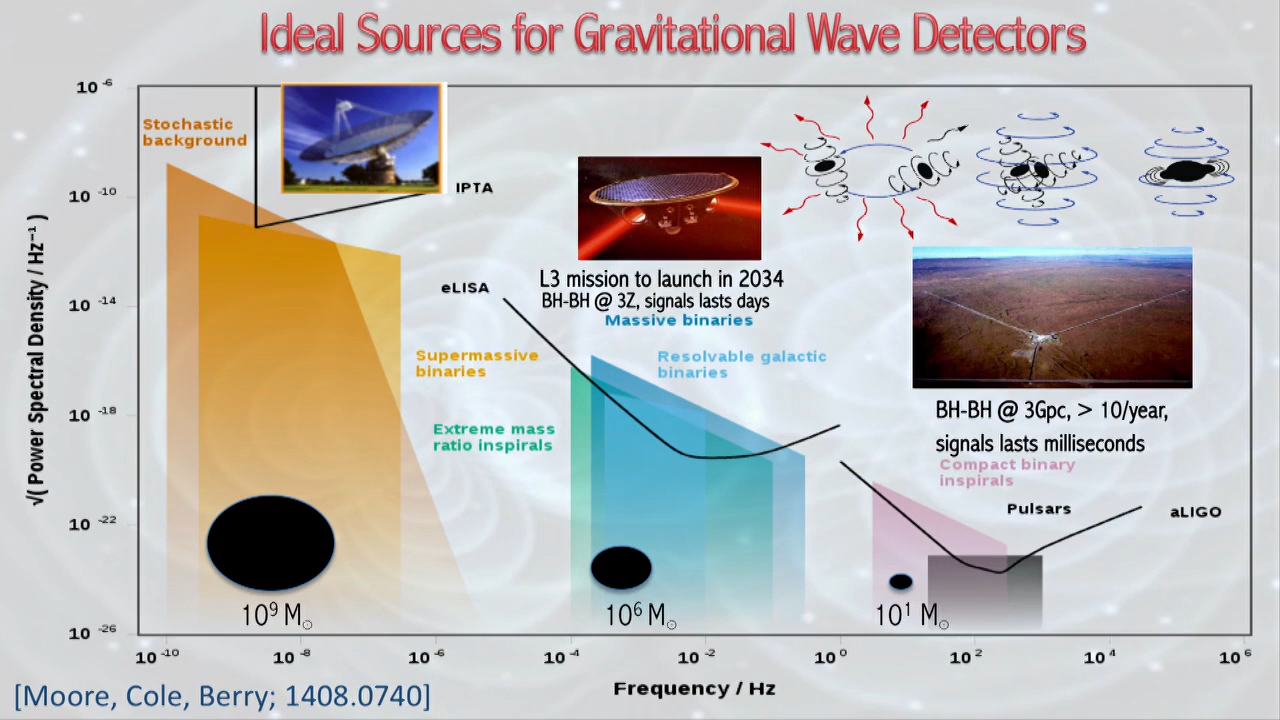 Ideal Sources for Gravitational Wave Detectors
10 -6
Stochastic
background
IPTA
10 -10
√( Power Spectral Density / Hz⁻¹ )
L3 mission to launch in 2034
BH-BH @ 3Z, signals lasts days
eLISA
10 -14
Massive binaries
Supermassive
binaries
Resolvable galactic
binaries
BH-BH @ 3Gpc, > 10/year,
signals lasts milliseconds
10 -18
Extreme mass
ratio inspirals
Compact binary
inspirals
Pulsars
aLIGO
10 -22
10⁹ M☉
10⁶ M☉
10¹ M☉
10 -26
10 -10
10 -8
10 -6
10 -4
10 -2
10 0
10 2
10 4
10 6
Frequency / Hz
[Moore, Cole, Berry; 1408.0740]